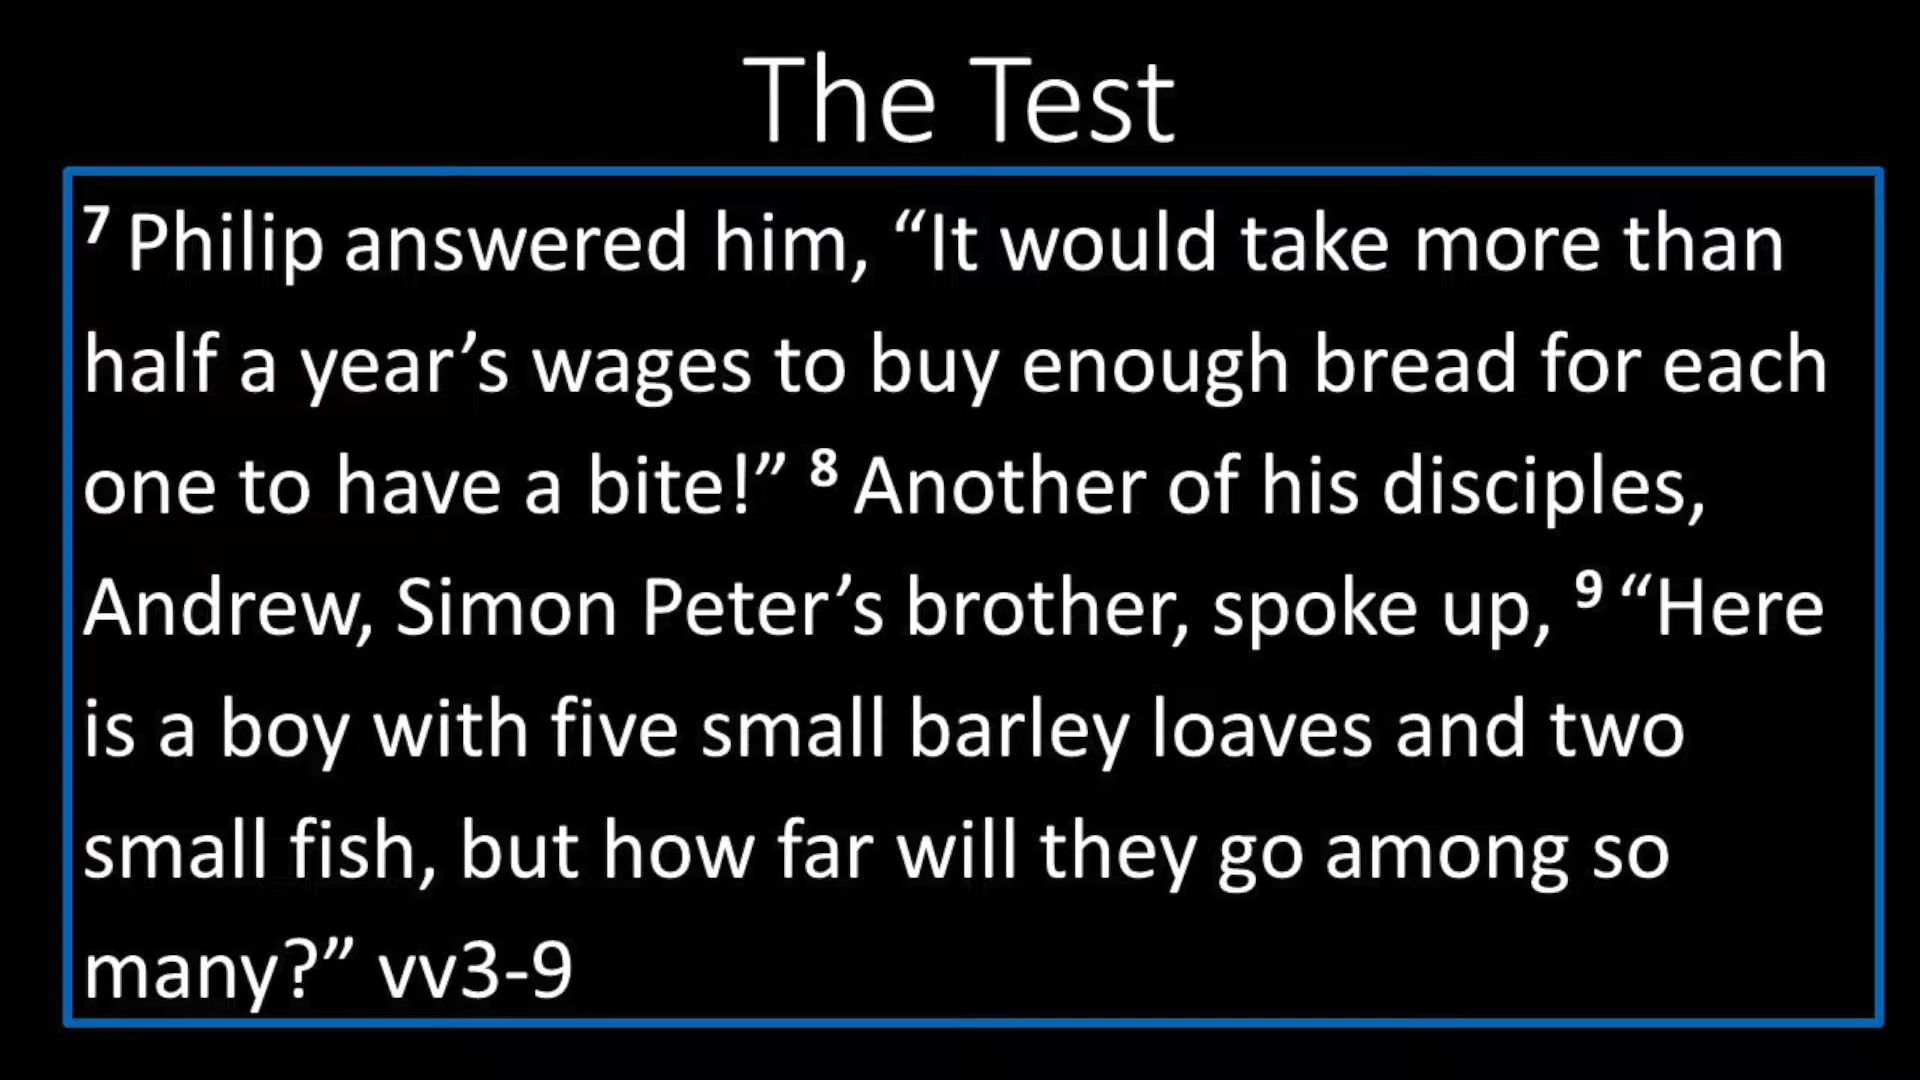 The Test
7 Philip answered him, “It would take more than
half a year’s wages to buy enough bread for each
one to have a bite!” 8 Another of his disciples,
Andrew, Simon Peter’s brother, spoke up, 9 “Here
is a boy with five small barley loaves and two
small fish, but how far will they go among so
many?” vv3-9